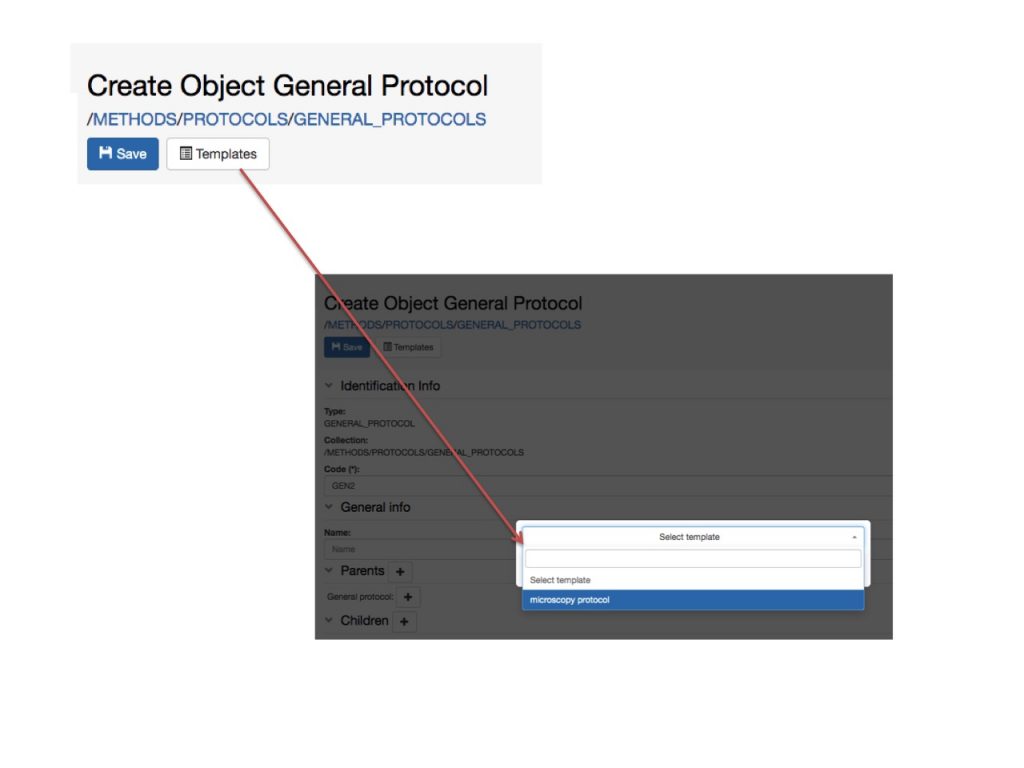 Create Object General Protocol
/METHODS/PROTOCOLS/GENERAL_PROTOCOLS
Save Templates
Create Object General Protocol
/METHODS/PROTOCOLS/GENERAL_PROTOCOLS
Save Templates
Identification Info
Type:
GENERAL_PROTOCOL
Collection:
/METHODS/PROTOCOLS/GENERAL_PROTOCOLS
Code (*):
GEN2
General info
Name:
Name
Parents +
General protocol: +
Children +
Select template
Select template
microscopy protocol